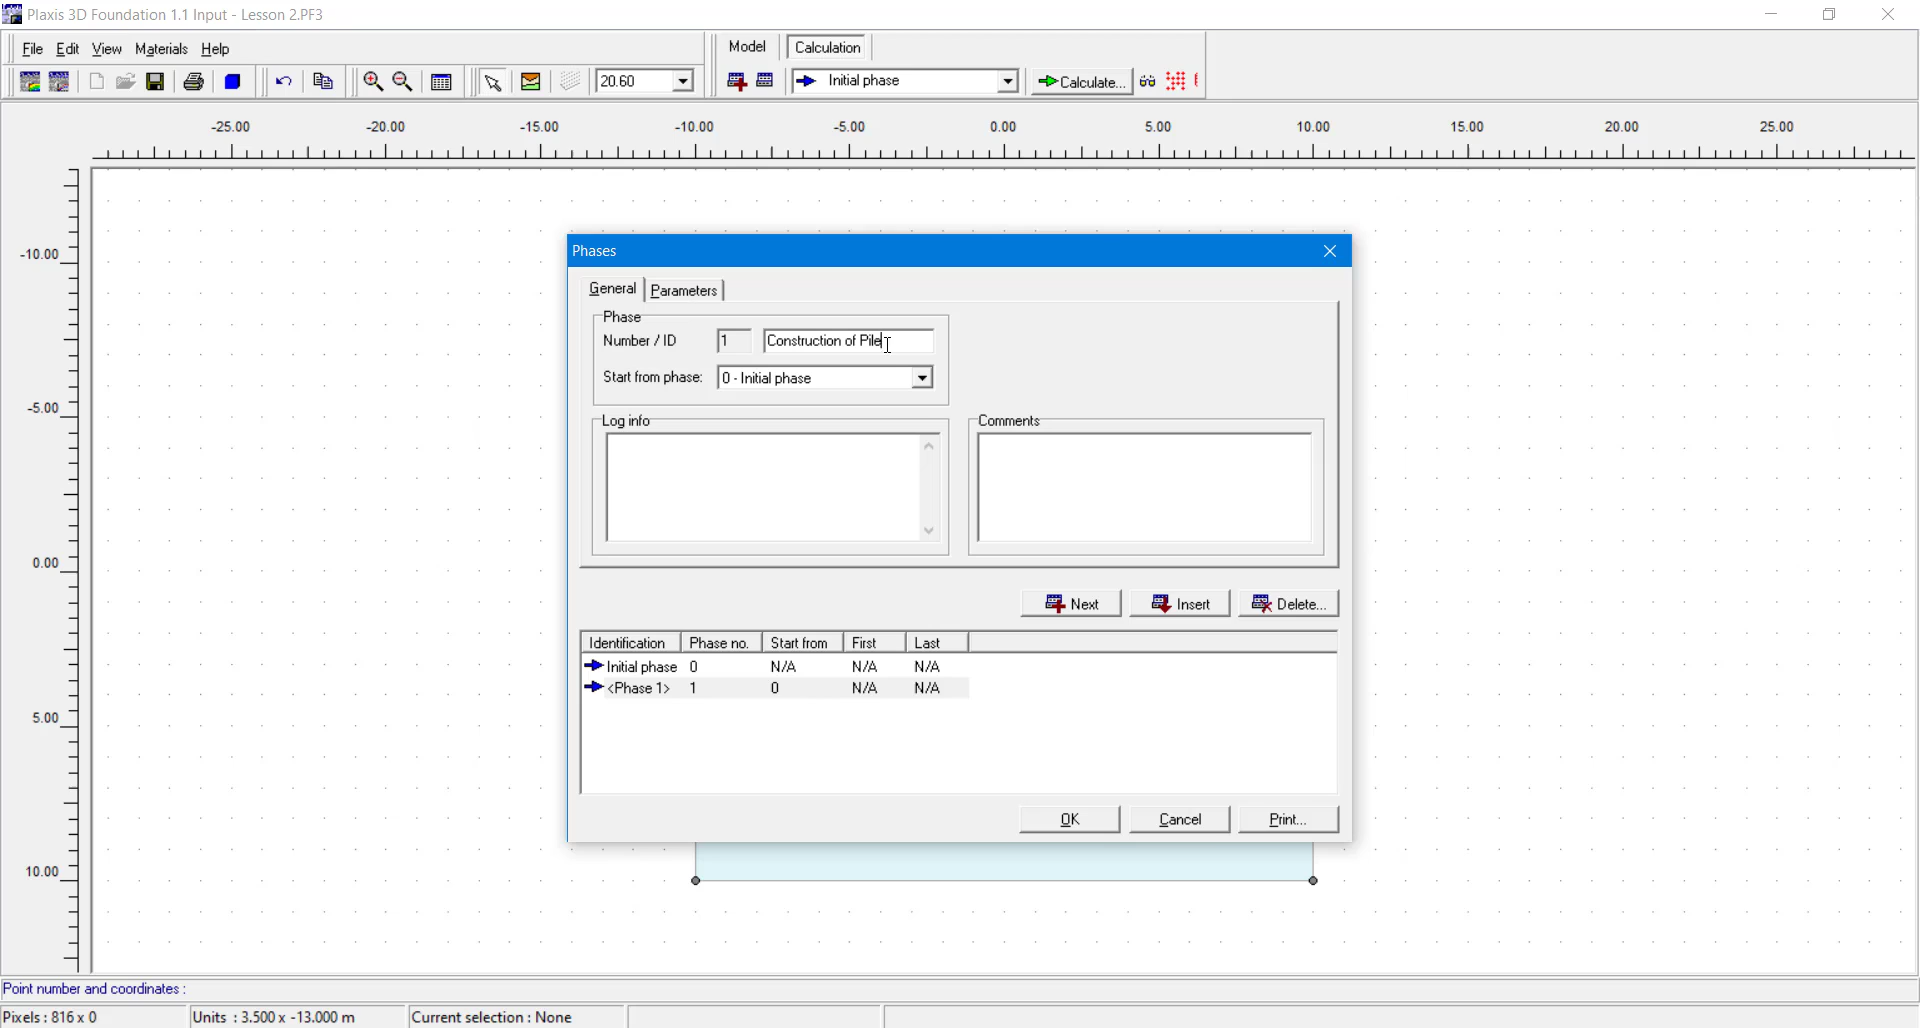 Plaxis 3D Foundation 1.1 Input - Lesson 2.PF3
File Edit View Materials Help
Model Calculation
20.60
Initial phase
Calculate...
-25.00 -20.00 -15.00 -10.00 -5.00 0.00 5.00 10.00 15.00 20.00 25.00
-10.00
-5.00
0.00
5.00
10.00
Phases
General Parameters
Phase
Number / ID 1 Construction of Pile
Start from phase: 0 - Initial phase
Log info
Comments
Next Insert Delete...
Identification Phase no. Start from First Last
Initial phase 0 N/A N/A N/A
<Phase 1> 1 0 N/A N/A
OK Cancel Print...
Point number and coordinates :
Pixels : 816 x 0 Units : 3.500 x -13.000 m Current selection : None